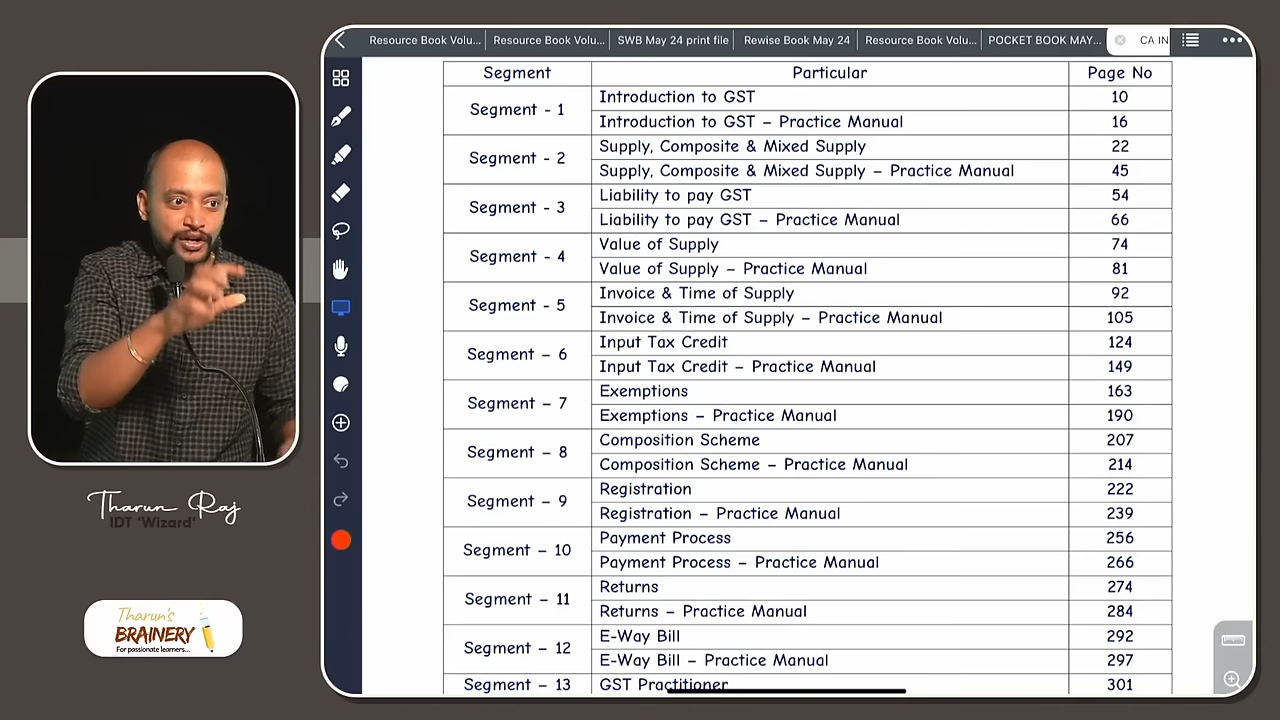 Resource Book Volu...
Resource Book Volu...
SWB May 24 print file
Rewise Book May 24
Resource Book Volu...
POCKET BOOK MAY...
CA IN
Segment Particular Page No
Segment - 1
Introduction to GST 10
Introduction to GST – Practice Manual 16
Segment - 2
Supply, Composite & Mixed Supply 22
Supply, Composite & Mixed Supply – Practice Manual 45
Segment - 3
Liability to pay GST 54
Liability to pay GST – Practice Manual 66
Segment - 4
Value of Supply 74
Value of Supply – Practice Manual 81
Segment - 5
Invoice & Time of Supply 92
Invoice & Time of Supply – Practice Manual 105
Segment – 6
Input Tax Credit 124
Input Tax Credit – Practice Manual 149
Segment – 7
Exemptions 163
Exemptions – Practice Manual 190
Segment – 8
Composition Scheme 207
Composition Scheme – Practice Manual 214
Segment – 9
Registration 222
Registration – Practice Manual 239
Segment – 10
Payment Process 256
Payment Process – Practice Manual 266
Segment – 11
Returns 274
Returns – Practice Manual 284
Segment – 12
E-Way Bill 292
E-Way Bill – Practice Manual 297
Segment – 13 GST Practitioner 301
Tharun Raj
IDT 'Wizard'
Tharun's
BRAINERY
For passionate learners...